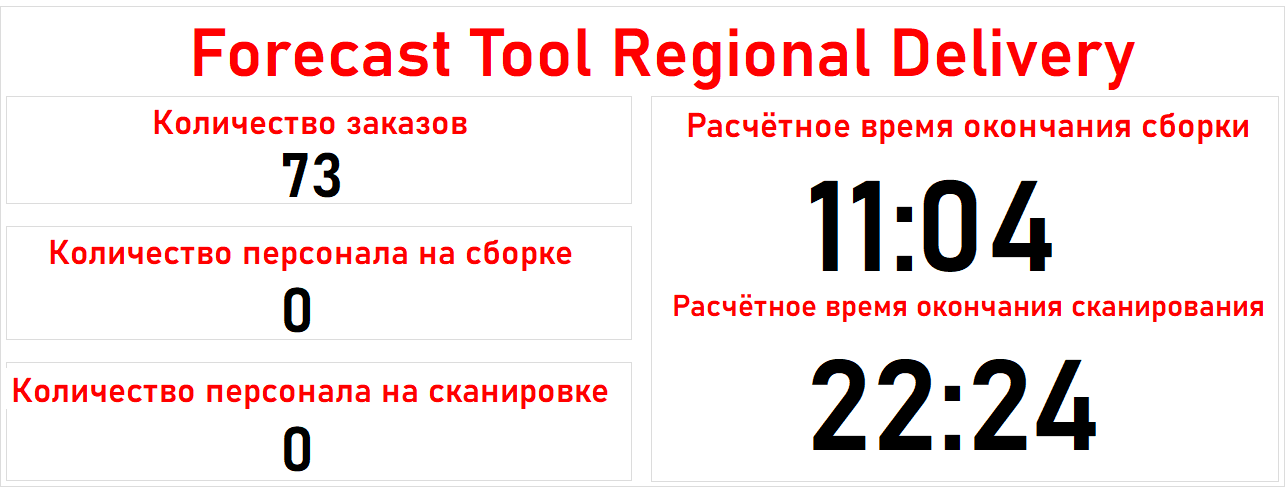 Forecast Tool Regional Delivery
Количество заказов
73
Количество персонала на сборке
0
Количество персонала на сканировке
0
Расчётное время окончания сборки
11:04
Расчётное время окончания сканирования
22:24